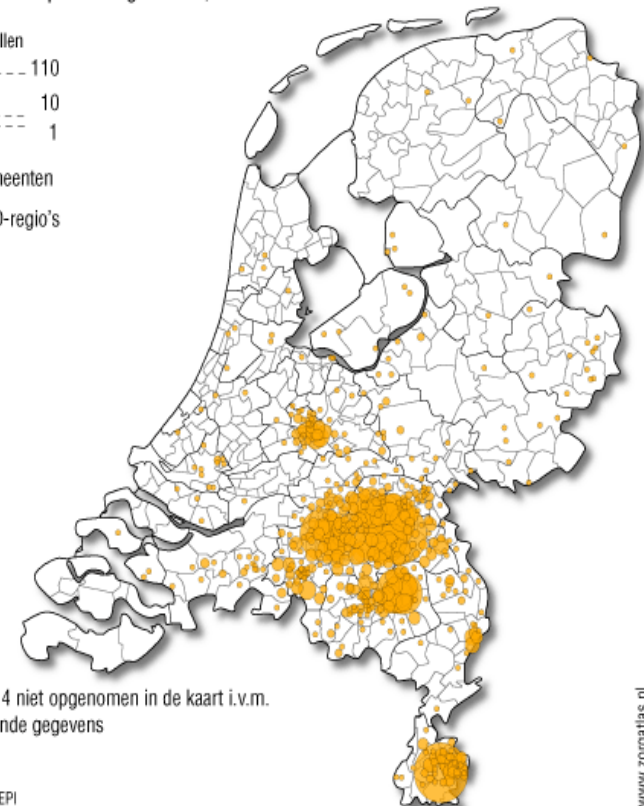 llen
110
10
1
neenten
-regio's
4 niet opgenomen in de kaart i.v.m.
nde gegevens
EPI
www.zorgatlas.nl